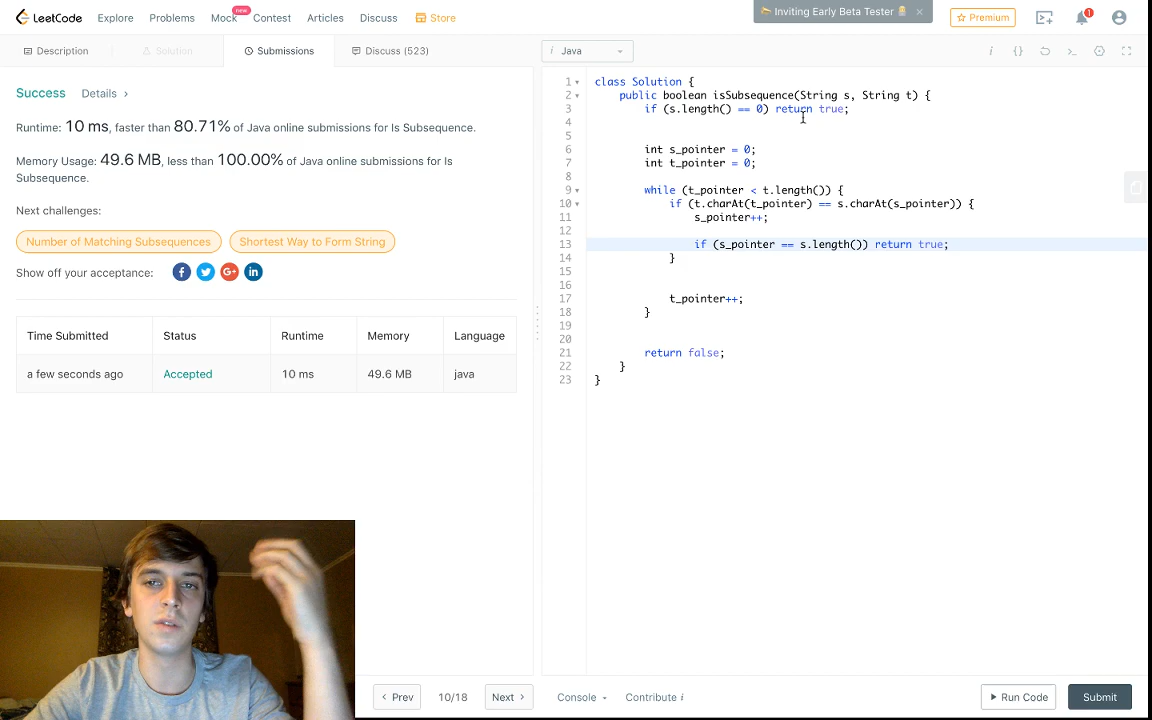 LeetCode Explore Problems Mock new Contest Articles Discuss Store Inviting Early Beta Tester Premium 1
Description Solution Submissions Discuss (523) i Java i {}
Success Details
Runtime: 10 ms, faster than 80.71% of Java online submissions for Is Subsequence.
Memory Usage: 49.6 MB, less than 100.00% of Java online submissions for Is
Subsequence.
Next challenges:
Number of Matching Subsequences Shortest Way to Form String
Show off your acceptance:
Time Submitted Status Runtime Memory Language
a few seconds ago Accepted 10 ms 49.6 MB java
1 class Solution {
2 public boolean isSubsequence(String s, String t) {
3 if (s.length() == 0) return true;
4
5
6 int s_pointer = 0;
7 int t_pointer = 0;
8
9 while (t_pointer < t.length()) {
10 if (t.charAt(t_pointer) == s.charAt(s_pointer)) {
11 s_pointer++;
12
13 if (s_pointer == s.length()) return true;
14 }
15
16
17 t_pointer++;
18 }
19
20
21 return false;
22 }
23 }
Prev 10/18 Next Console Contribute i Run Code Submit